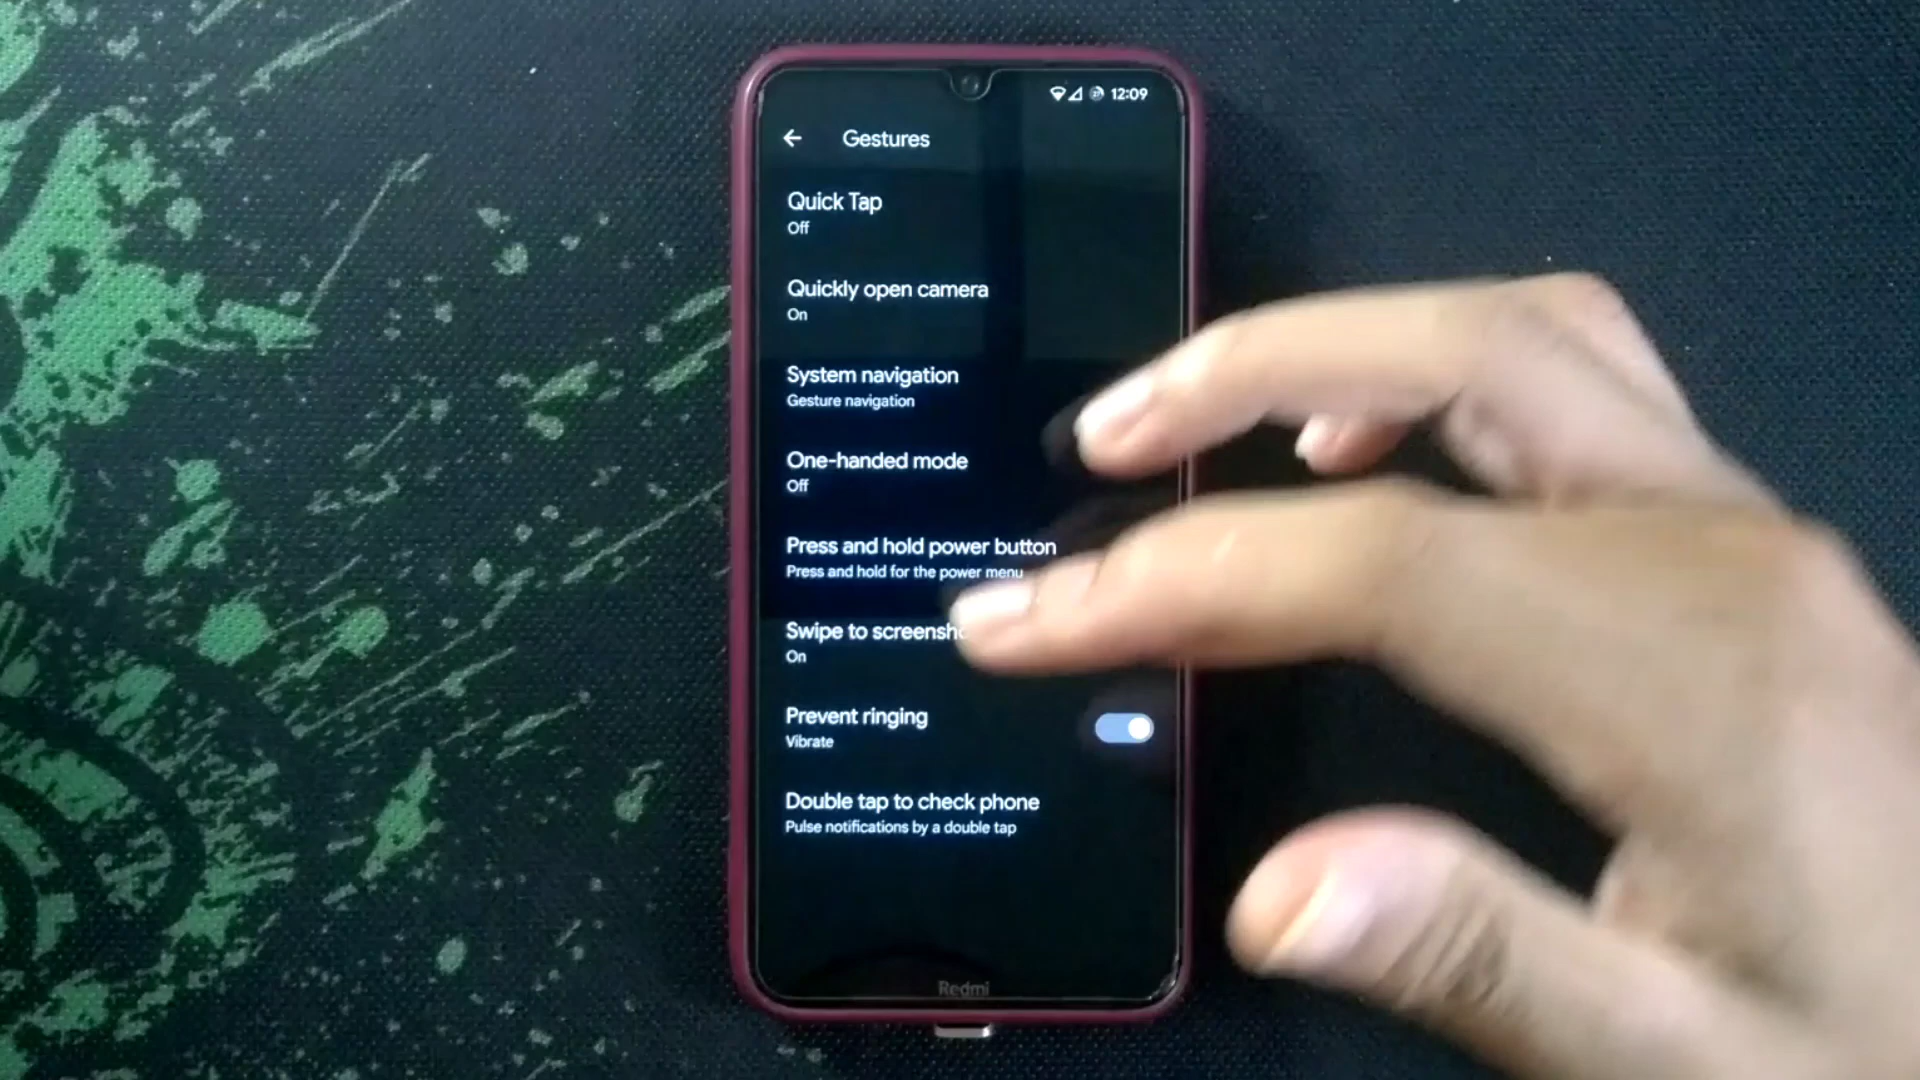 12:09
Gestures
Quick Tap
Off
Quickly open camera
On
System navigation
Gesture navigation
One-handed mode
Off
Press and hold power button
Press and hold for the power menu
Swipe to
On
Prevent ringing
Vibrate
Double tap to check phone
Pulse notifications by a double tap
Redmi